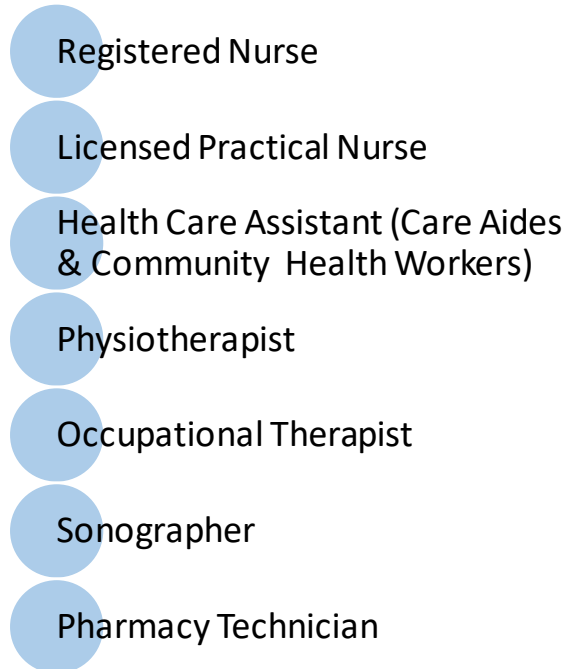 Registered Nurse
Licensed Practical Nurse
Health Care Assistant (Care Aides
& Community Health Workers)
Physiotherapist
Occupational Therapist
Sonographer
Pharmacy Technician